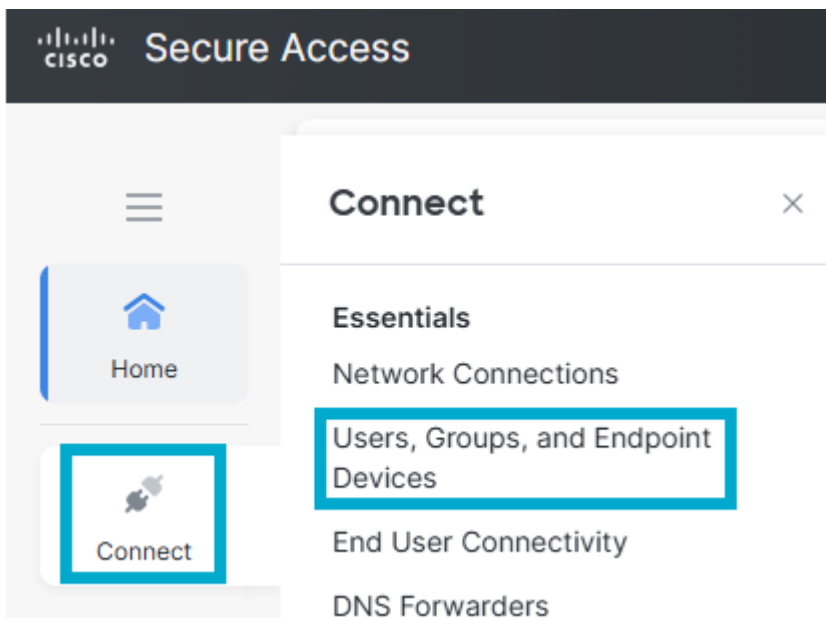 cisco Secure Access
Connect
Home
Essentials
Network Connections
Users, Groups, and Endpoint
Devices
Connect
End User Connectivity
DNS Forwarders